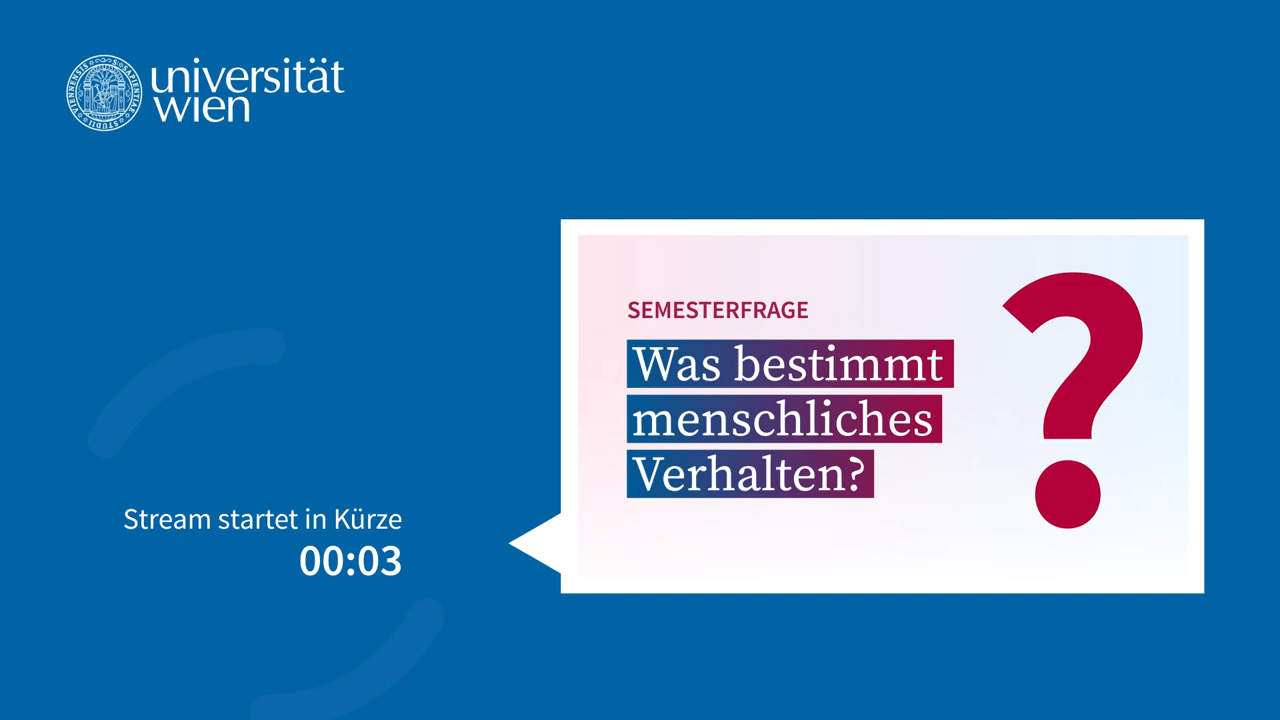 universität
wien
SEMESTERFRAGE
Was bestimmt
menschliches
Verhalten?
?
Stream startet in Kürze
00:03